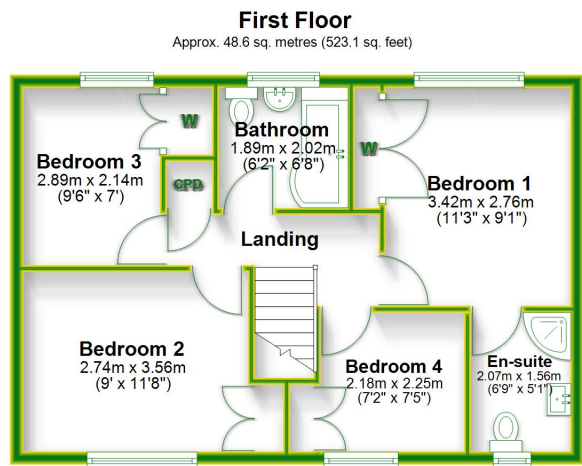 First Floor
Approx. 48.6 sq. metres (523.1 sq. feet)
W
Bathroom
1.89m x 2.02m
(6'2" x 6'8")
W
Bedroom 3
2.89m x 2.14m
(9'6" x 7')
CPD
Bedroom 1
3.42m x 2.76m
(11'3" x 9'1")
Landing
Bedroom 2
2.74m x 3.56m
(9' x 11'8")
Bedroom 4
2.18m x 2.25m
(7'2" x 7'5")
En-suite
2.07m x 1.56m
(6'9" x 5'1")